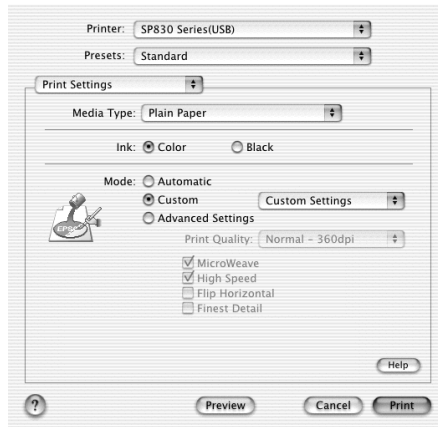 Printer: SP830 Series(USB)
Presets: Standard
Print Settings
Media Type: Plain Paper
Ink: Color Black
Mode: Automatic
Custom Custom Settings
Advanced Settings
EPSO
Print Quality: Normal – 360dpi
MicroWeave
High Speed
Flip Horizontal
Finest Detail
Help
? Preview Cancel Print